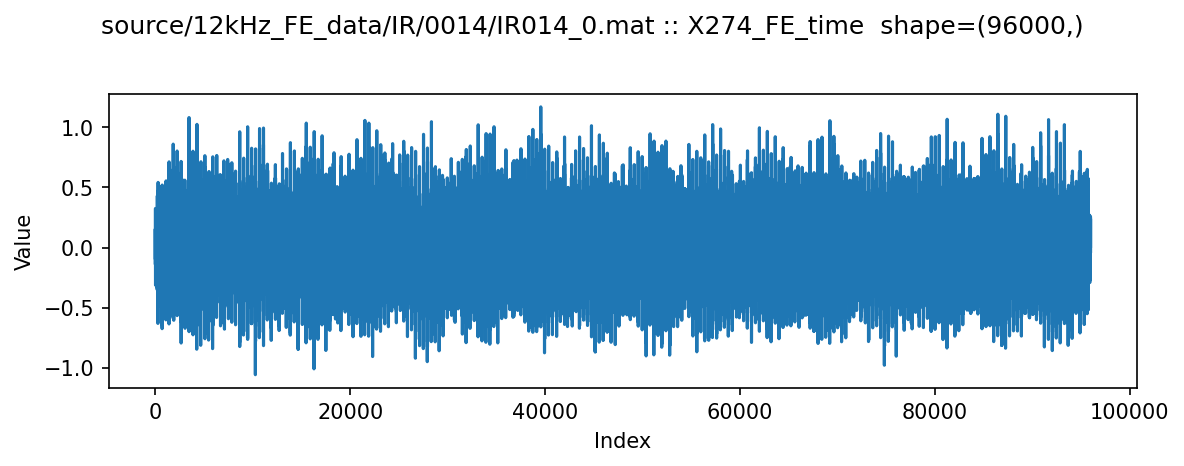 source/12kHz_FE_data/IR/0014/IR014_0.mat :: X274_FE_time  shape=(96000,)
1.0
0.5
0.0
−0.5
−1.0
Value
0 20000 40000 60000 80000 100000
Index